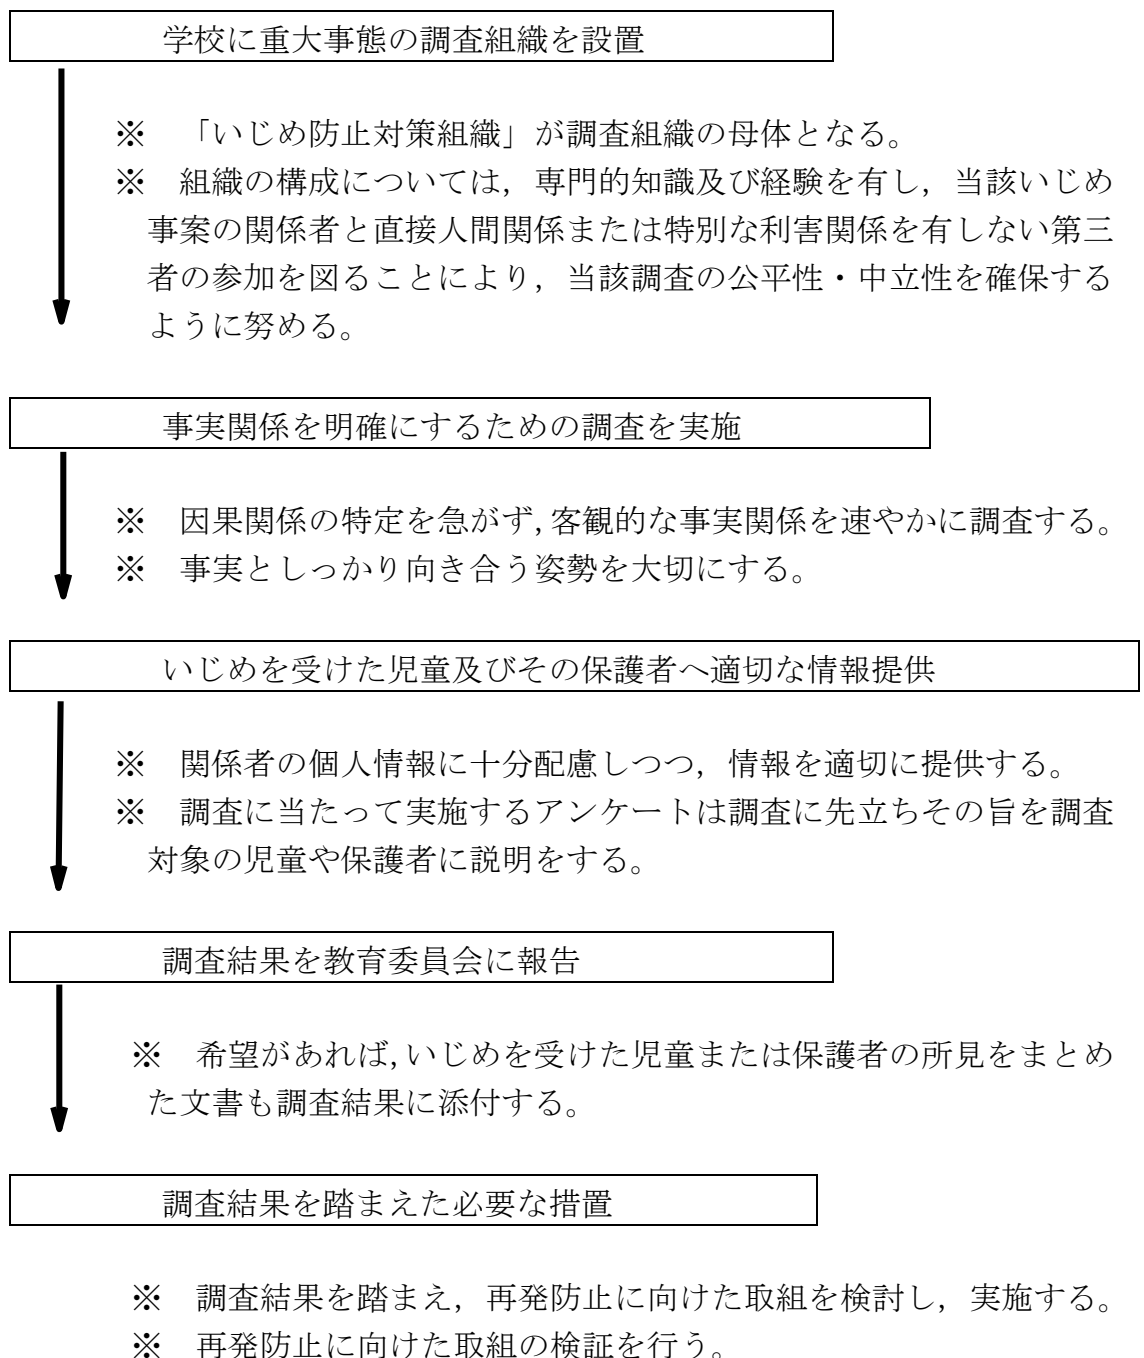 学校に重大事態の調査組織を設置
※　「いじめ防止対策組織」が調査組織の母体となる。
※　組織の構成については，専門的知識及び経験を有し，当該いじめ
事案の関係者と直接人間関係または特別な利害関係を有しない第三
者の参加を図ることにより，当該調査の公平性・中立性を確保する
ように努める。
事実関係を明確にするための調査を実施
※　因果関係の特定を急がず，客観的な事実関係を速やかに調査する。
※　事実としっかり向き合う姿勢を大切にする。
いじめを受けた児童及びその保護者へ適切な情報提供
※　関係者の個人情報に十分配慮しつつ，情報を適切に提供する。
※　調査に当たって実施するアンケートは調査に先立ちその旨を調査
対象の児童や保護者に説明をする。
調査結果を教育委員会に報告
※　希望があれば，いじめを受けた児童または保護者の所見をまとめ
た文書も調査結果に添付する。
調査結果を踏まえた必要な措置
※　調査結果を踏まえ，再発防止に向けた取組を検討し，実施する。
※　再発防止に向けた取組の検証を行う。